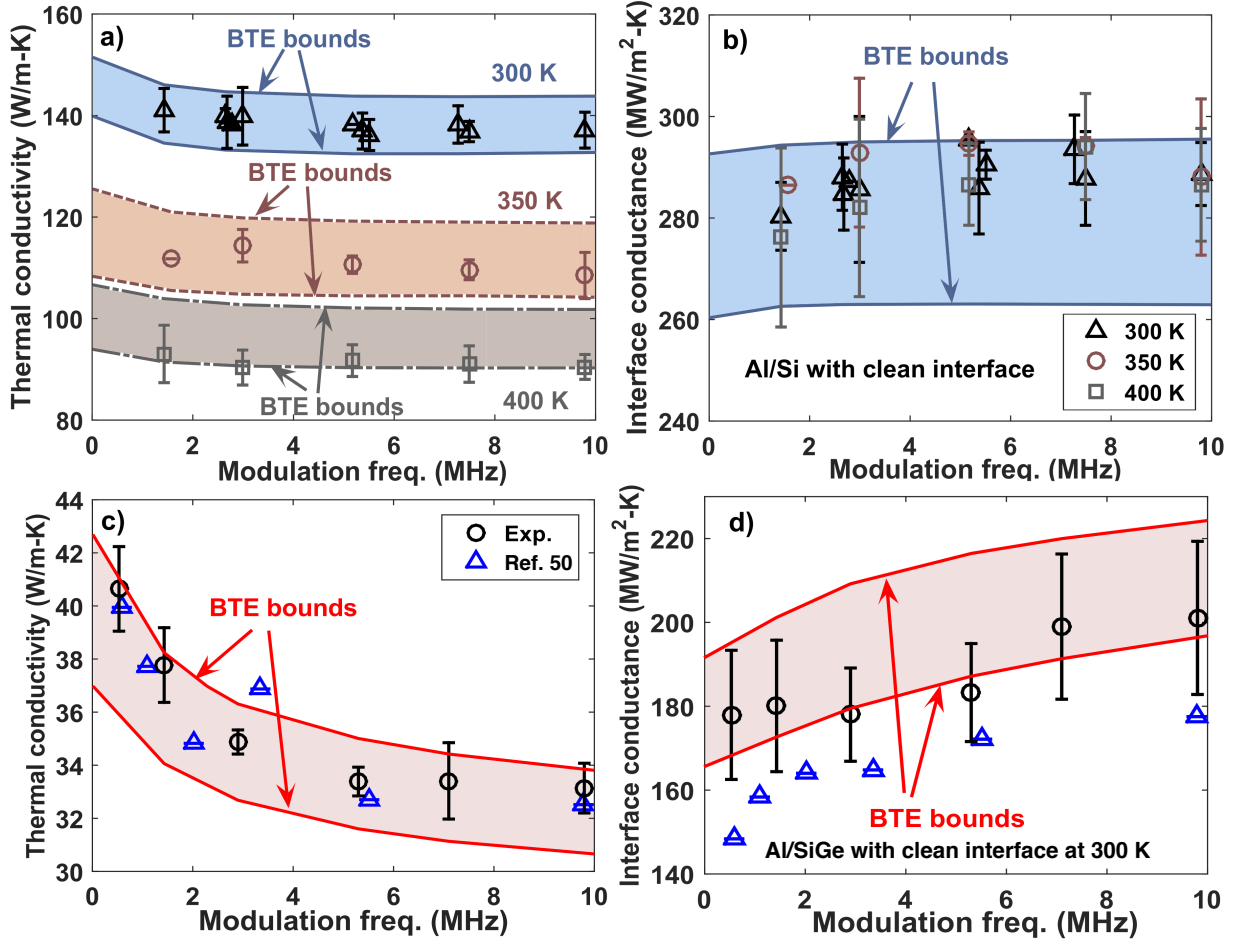 a)
Thermal conductivity (W/m-K)
160
140
120
100
80
BTE bounds
300 K
BTE bounds
350 K
BTE bounds
400 K
0 2 4 6 8 10
Modulation freq. (MHz)
b)
Interface conductance (MW/m²-K)
320
300
280
260
240
BTE bounds
Al/Si with clean interface
300 K
350 K
400 K
0 2 4 6 8 10
Modulation freq. (MHz)
c)
Thermal conductivity (W/m-K)
44
42
40
38
36
34
32
30
Exp.
Ref. 50
BTE bounds
0 2 4 6 8 10
Modulation freq. (MHz)
d)
Interface conductance (MW/m²-K)
220
200
180
160
140
BTE bounds
Al/SiGe with clean interface at 300 K
0 2 4 6 8 10
Modulation freq. (MHz)